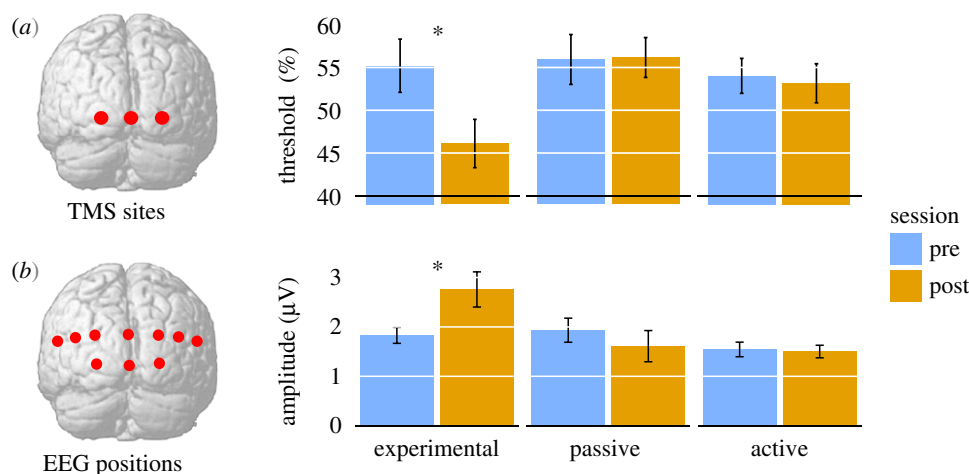 (a)
TMS sites
threshold (%)
60
55
50
45
40
*
(b)
EEG positions
amplitude (µV)
3
2
1
0
*
experimental
passive
active
session
pre
post